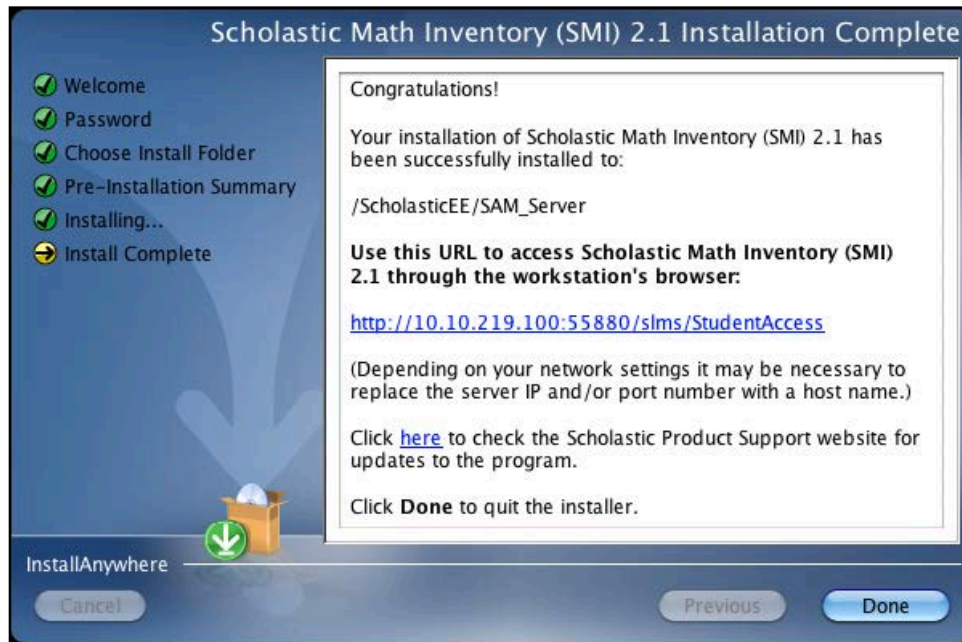 Scholastic Math Inventory (SMI) 2.1 Installation Complete
Welcome
Password
Choose Install Folder
Pre-Installation Summary
Installing...
Install Complete
Congratulations!
Your installation of Scholastic Math Inventory (SMI) 2.1 has
been successfully installed to:
/ScholasticEE/SAM_Server
Use this URL to access Scholastic Math Inventory (SMI)
2.1 through the workstation's browser:
http://10.10.219.100:55880/slms/StudentAccess
(Depending on your network settings it may be necessary to
replace the server IP and/or port number with a host name.)
Click here to check the Scholastic Product Support website for
updates to the program.
Click Done to quit the installer.
InstallAnywhere
Cancel
Previous
Done